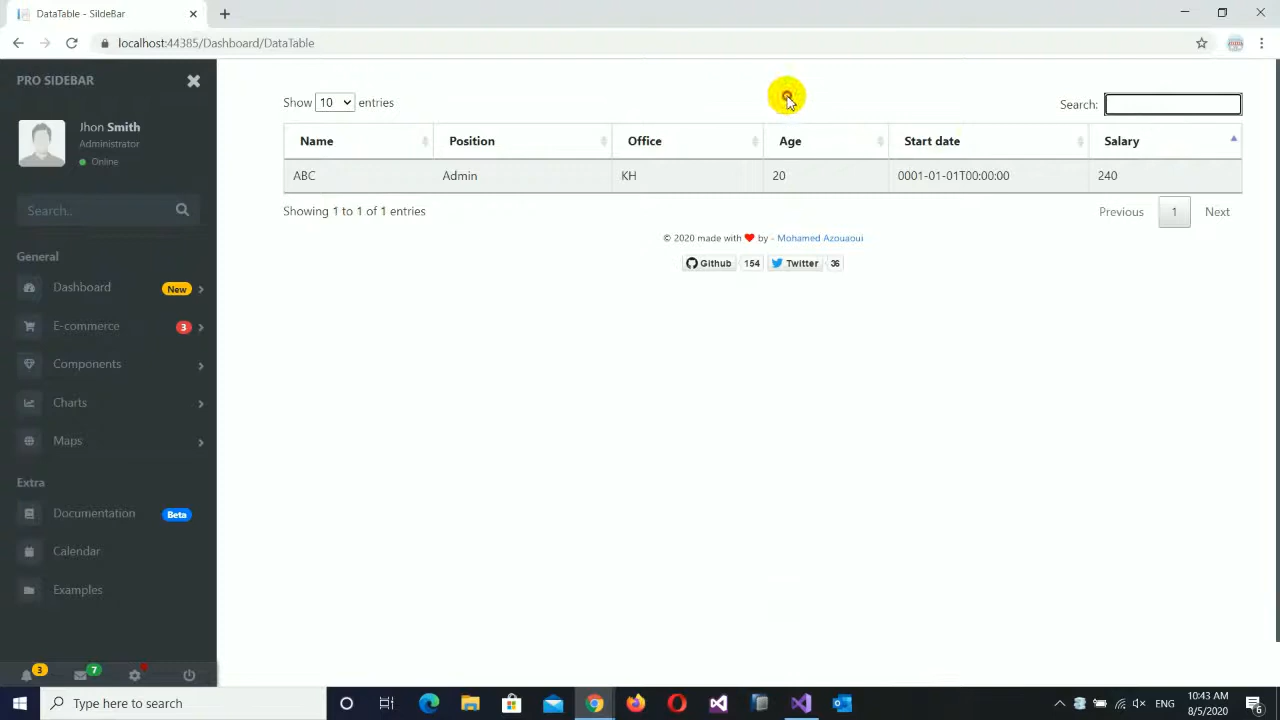 DataTable - SlideBar
localhost:44385/Dashboard/DataTable
PRO SIDEBAR
Jhon Smith
Administrator
Online
Search..
General
Dashboard New
E-commerce 3
Components
Charts
Maps
Extra
Documentation Beta
Calendar
Examples
3 7
Show 10 entries
Search:
Name Position Office Age Start date Salary
ABC Admin KH 20 0001-01-01T00:00:00 240
Showing 1 to 1 of 1 entries
Previous 1 Next
© 2020 made with ❤ by - Mohamed Azouaoui
Github 154 Twitter 36
Type here to search
ENG
10:43 AM
8/5/2020
6